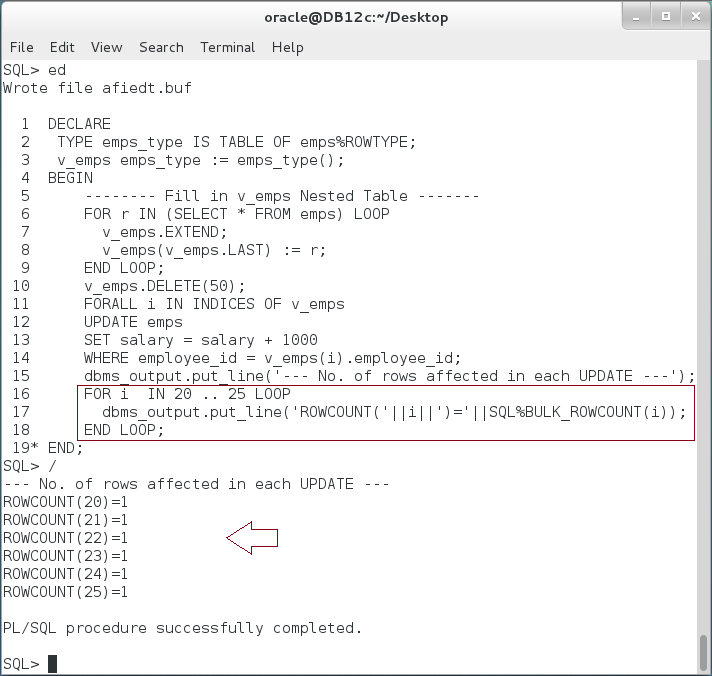 oracle@DB12c:~/Desktop
File Edit View Search Terminal Help
SQL> ed
Wrote file afiedt.buf
1 DECLARE
2 TYPE emps_type IS TABLE OF emps%ROWTYPE;
3 v_emps emps_type := emps_type();
4 BEGIN
5 -------- Fill in v_emps Nested Table -------
6 FOR r IN (SELECT * FROM emps) LOOP
7 v_emps.EXTEND;
8 v_emps(v_emps.LAST) := r;
9 END LOOP;
10 v_emps.DELETE(50);
11 FORALL i IN INDICES OF v_emps
12 UPDATE emps
13 SET salary = salary + 1000
14 WHERE employee_id = v_emps(i).employee_id;
15 dbms_output.put_line('--- No. of rows affected in each UPDATE ---');
16 FOR i  IN 20 .. 25 LOOP
17 dbms_output.put_line('ROWCOUNT('||i||')='||SQL%BULK_ROWCOUNT(i));
18 END LOOP;
19* END;
SQL> /
--- No. of rows affected in each UPDATE ---
ROWCOUNT(20)=1
ROWCOUNT(21)=1
ROWCOUNT(22)=1
ROWCOUNT(23)=1
ROWCOUNT(24)=1
ROWCOUNT(25)=1
PL/SQL procedure successfully completed.
SQL>